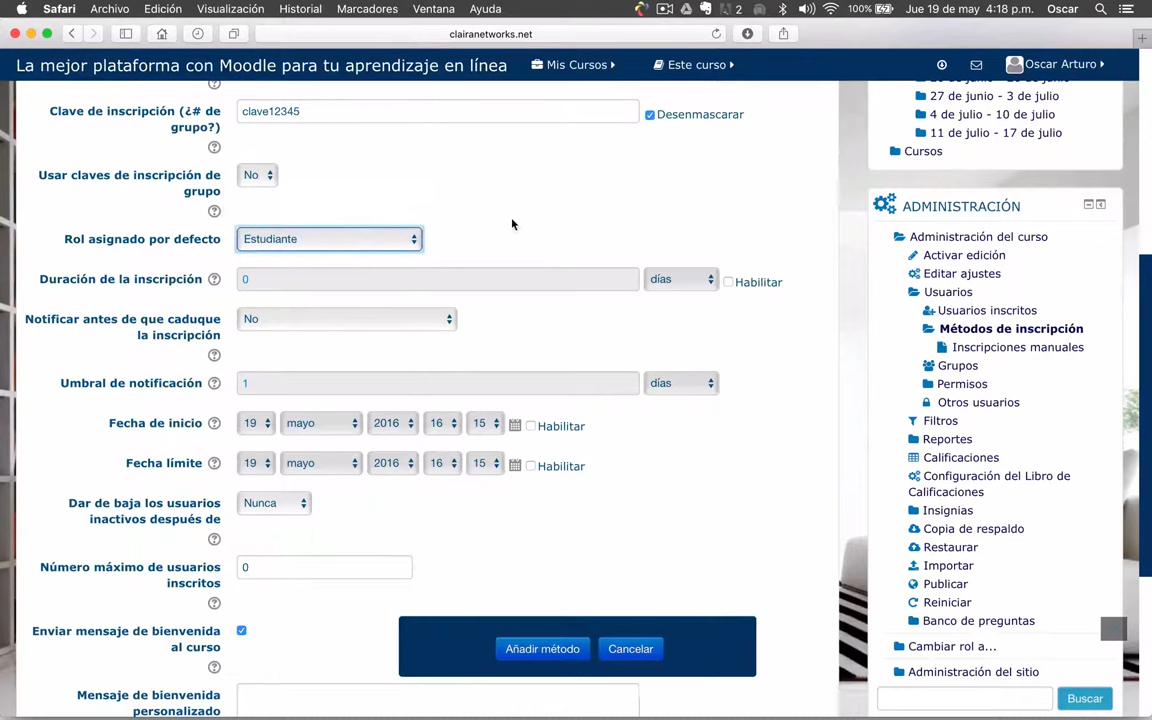 Safari Archivo Edición Visualización Historial Marcadores Ventana Ayuda 2 100% Jue 19 de may 4:18 p.m. Oscar
clairanetworks.net
La mejor plataforma con Moodle para tu aprendizaje en línea Mis Cursos Este curso Oscar Arturo
27 de junio - 3 de julio
4 de julio - 10 de julio
11 de julio - 17 de julio
Cursos
Clave de inscripción (¿# de grupo?) clave12345 Desenmascarar
Usar claves de inscripción de grupo No
Rol asignado por defecto Estudiante
Duración de la inscripción 0 días Habilitar
Notificar antes de que caduque la inscripción No
Umbral de notificación 1 días
Fecha de inicio 19 mayo 2016 16 15 Habilitar
Fecha límite 19 mayo 2016 16 15 Habilitar
Dar de baja los usuarios inactivos después de Nunca
Número máximo de usuarios inscritos 0
Enviar mensaje de bienvenida al curso
Mensaje de bienvenida personalizado
Añadir método Cancelar
ADMINISTRACIÓN
Administración del curso
Activar edición
Editar ajustes
Usuarios
Usuarios inscritos
Métodos de inscripción
Inscripciones manuales
Grupos
Permisos
Otros usuarios
Filtros
Reportes
Calificaciones
Configuración del Libro de Calificaciones
Insignias
Copia de respaldo
Restaurar
Importar
Publicar
Reiniciar
Banco de preguntas
Cambiar rol a...
Administración del sitio
Buscar